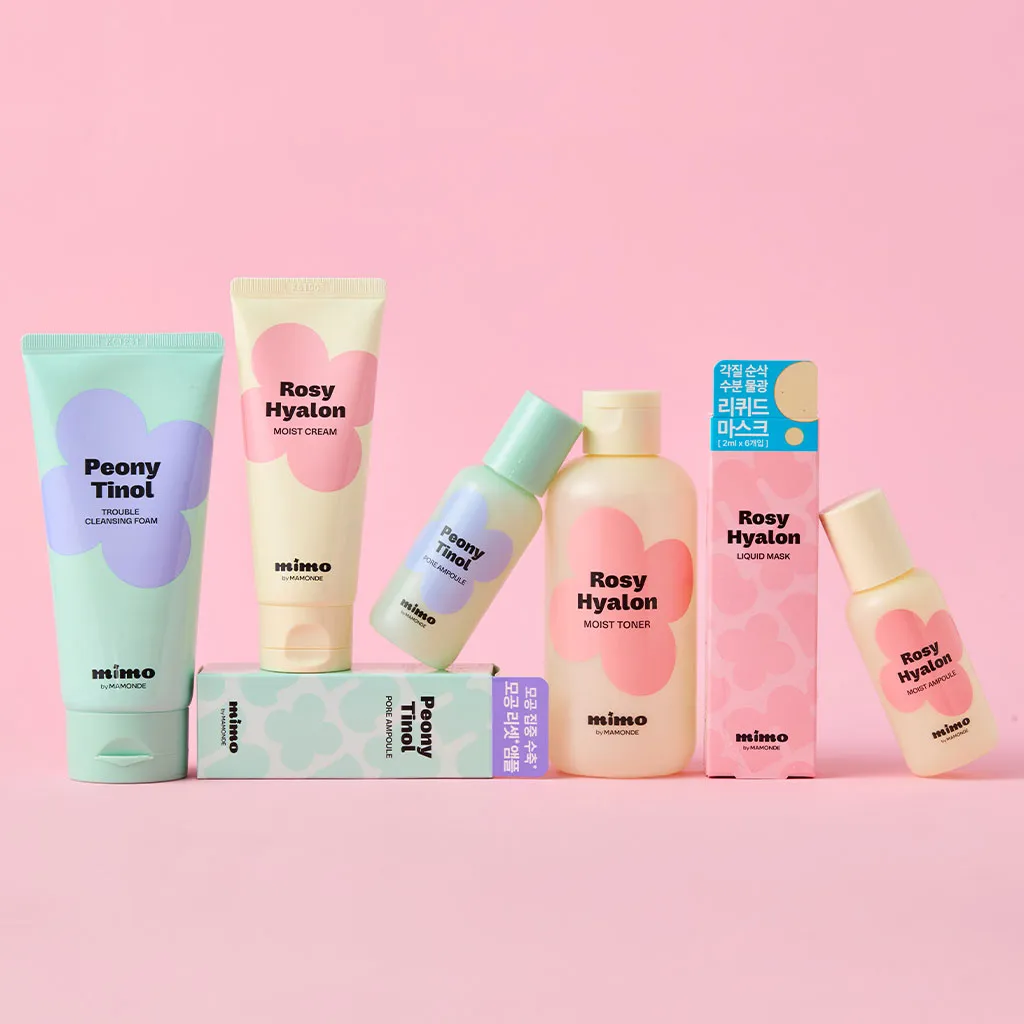 Peony
Tinol
TROUBLE
CLEANSING FOAM
mimo
by MAMONDE
Rosy
Hyalon
MOIST CREAM
mimo
by MAMONDE
Peony
Tinol
PORE AMPOULE
mimo
by MAMONDE
Peony
Tinol
PORE AMPOULE
mimo
by MAMONDE
모공 집중 수축*
모공 리셋 앰플
Rosy
Hyalon
MOIST TONER
mimo
by MAMONDE
각질 순삭
수분 물광
리퀴드
마스크
[ 2ml x 6개입 ]
Rosy
Hyalon
LIQUID MASK
mimo
by MAMONDE
Rosy
Hyalon
MOIST AMPOULE
mimo
by MAMONDE